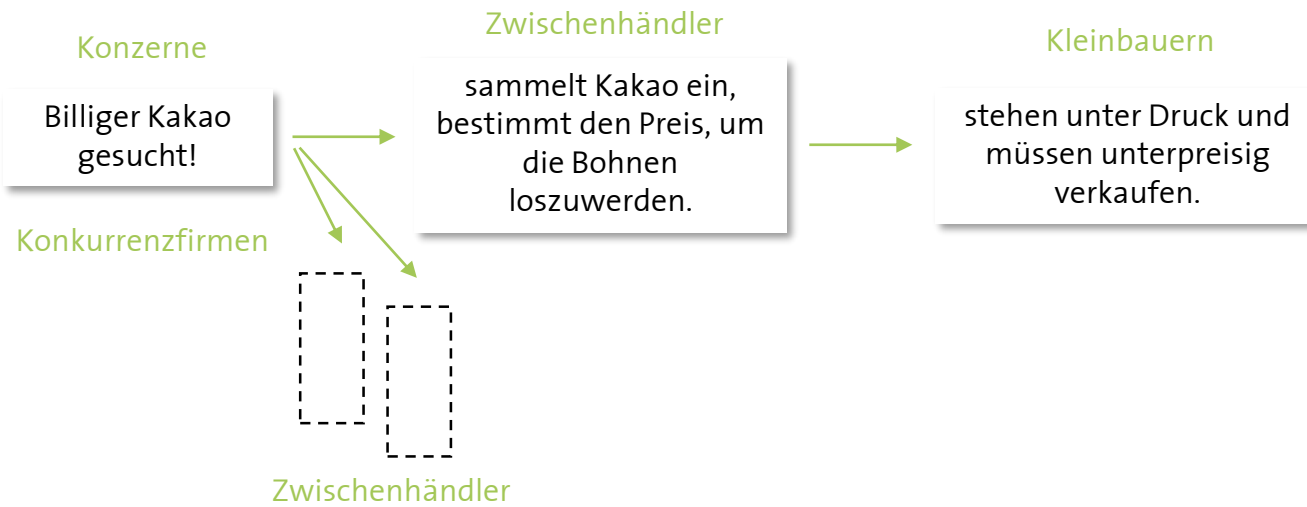 Konzerne
Billiger Kakao
gesucht!
Konkurrenzfirmen
Zwischenhändler
sammelt Kakao ein,
bestimmt den Preis, um
die Bohnen
loszuwerden.
Kleinbauern
stehen unter Druck und
müssen unterpreisig
verkaufen.
Zwischenhändler